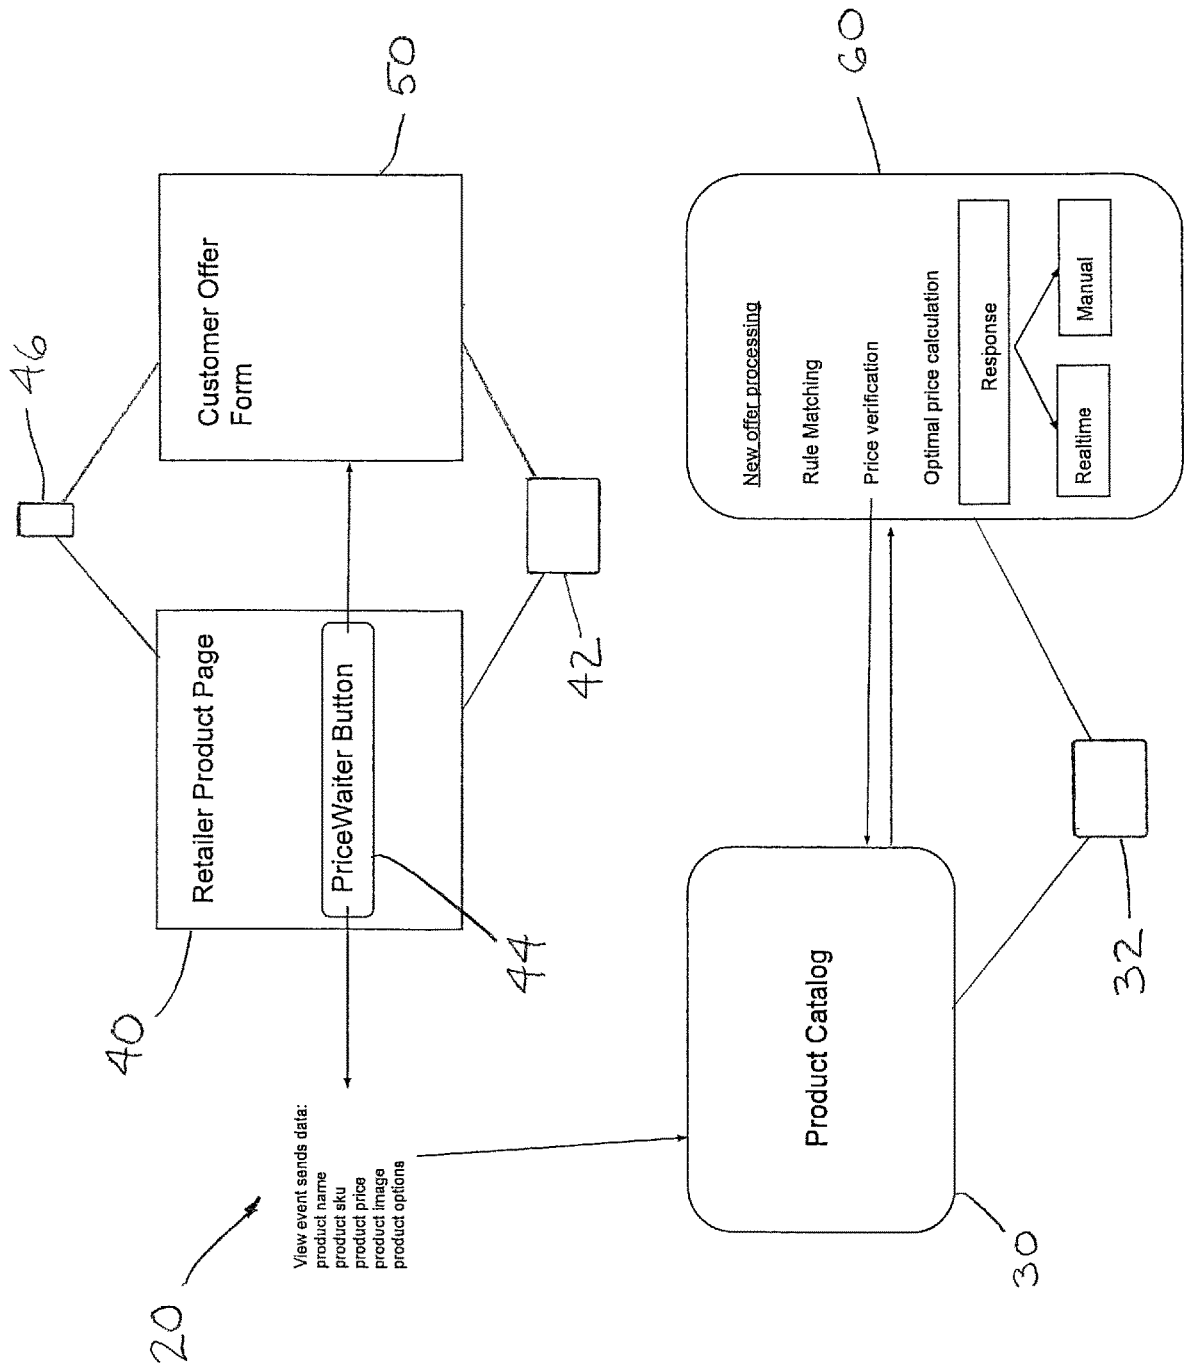 20
View event sends data:
product name
product sku
product price
product image
product options
40
Retailer Product Page
PriceWaiter Button
44
46
Customer Offer
Form
50
42
30
Product Catalog
32
60
New offer processing
Rule Matching
Price verification
Optimal price calculation
Response
Realtime
Manual